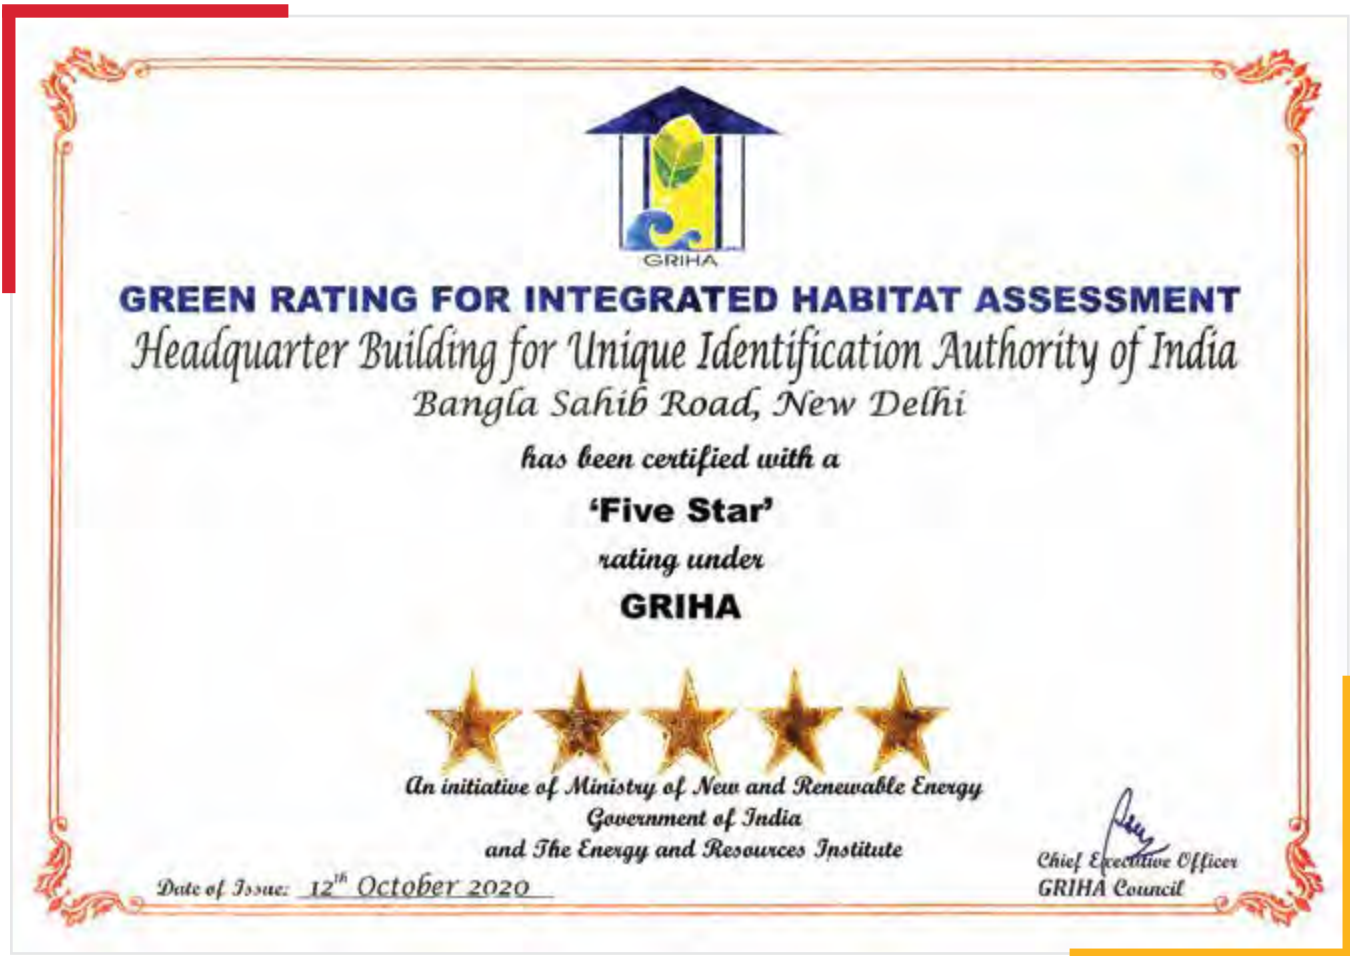 GRIHA
GREEN RATING FOR INTEGRATED HABITAT ASSESSMENT
Headquarter Building for Unique Identification Authority of India
Bangla Sahib Road, New Delhi
has been certified with a
‘Five Star’
rating under
GRIHA
An initiative of Ministry of New and Renewable Energy
Government of India
and The Energy and Resources Institute
Chief Executive Officer
GRIHA Council
Date of Issue: 12th October 2020